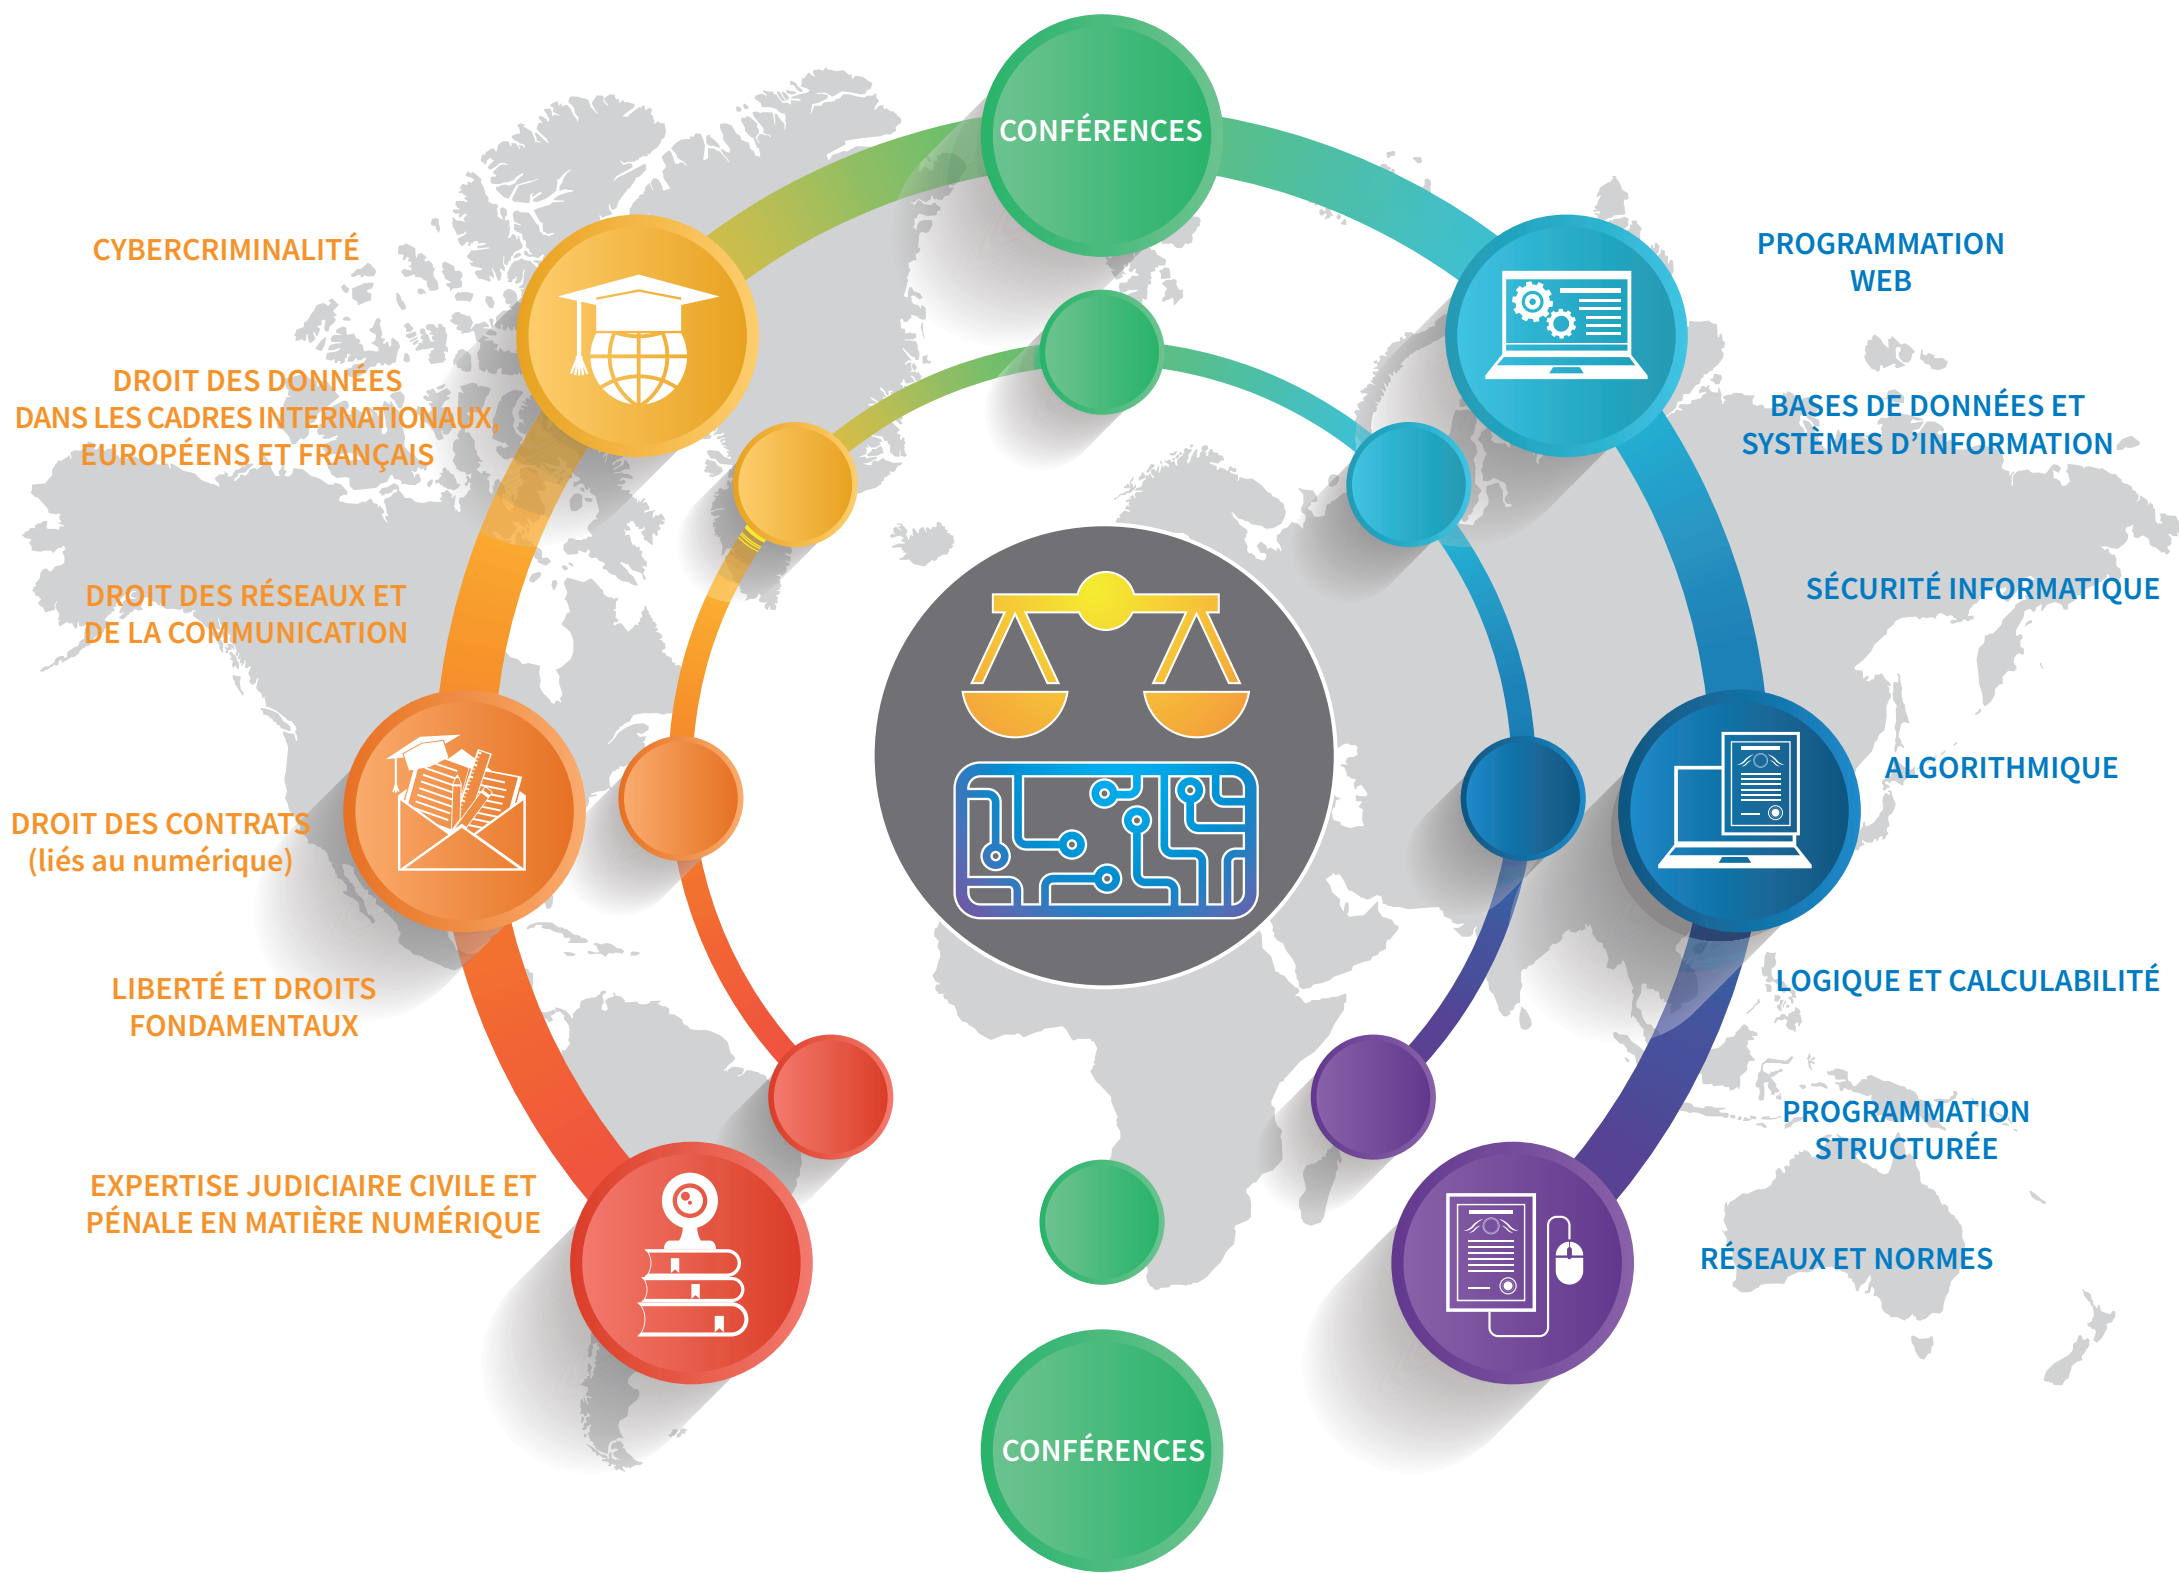 CONFÉRENCES
CYBERCRIMINALITÉ
DROIT DES DONNÉES
DANS LES CADRES INTERNATIONAUX,
EUROPÉENS ET FRANÇAIS
DROIT DES RÉSEAUX ET
DE LA COMMUNICATION
DROIT DES CONTRATS
(liés au numérique)
LIBERTÉ ET DROITS
FONDAMENTAUX
EXPERTISE JUDICIAIRE CIVILE ET
PÉNALE EN MATIÈRE NUMÉRIQUE
PROGRAMMATION
WEB
BASES DE DONNÉES ET
SYSTÈMES D’INFORMATION
SÉCURITÉ INFORMATIQUE
ALGORITHMIQUE
LOGIQUE ET CALCULABILITÉ
PROGRAMMATION
STRUCTURÉE
RÉSEAUX ET NORMES
CONFÉRENCES